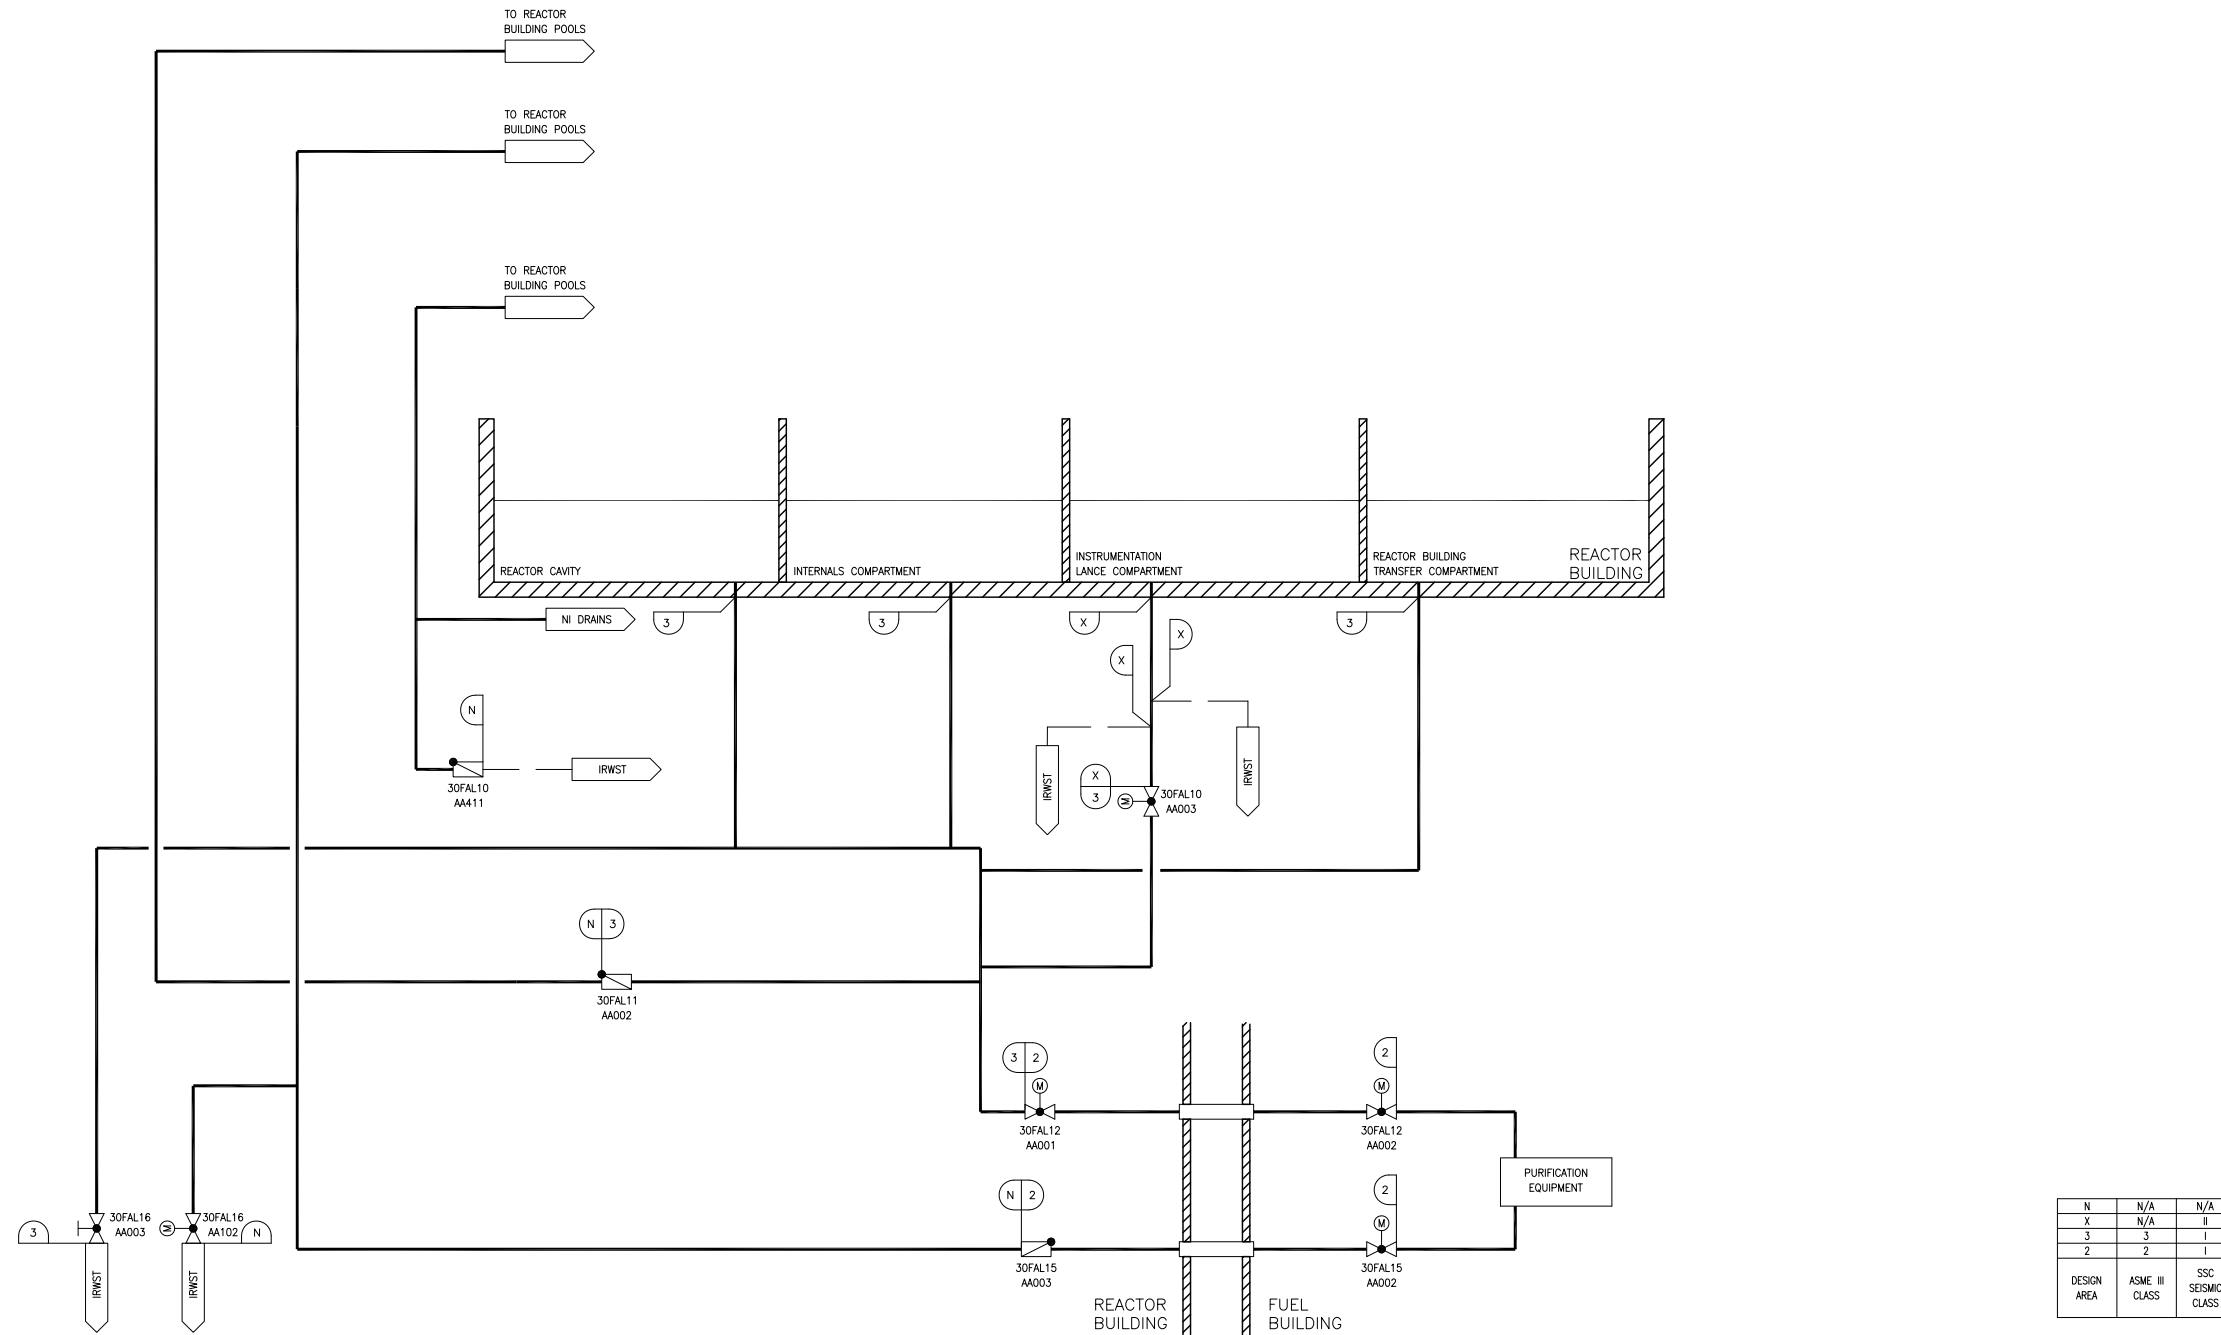 TO REACTOR
BUILDING POOLS
TO REACTOR
BUILDING POOLS
TO REACTOR
BUILDING POOLS
REACTOR CAVITY
INTERNALS COMPARTMENT
INSTRUMENTATION
LANCE COMPARTMENT
REACTOR BUILDING
TRANSFER COMPARTMENT
REACTOR
BUILDING
NI DRAINS
3
3
X
X
3
X
N
IRWST
30FAL10
AA411
IRWST
X
3
M
30FAL10
AA003
IRWST
N 3
30FAL11
AA002
3 2
M
30FAL12
AA001
2
M
30FAL12
AA002
PURIFICATION
EQUIPMENT
N 2
30FAL15
AA003
2
M
30FAL15
AA002
3
30FAL16
AA003
IRWST
M
30FAL16
AA102
N
IRWST
REACTOR
BUILDING
FUEL
BUILDING
N N/A N/A
X N/A II
3 3 I
2 2 I
DESIGN
AREA
ASME III
CLASS
SSC
SEISMIC
CLASS